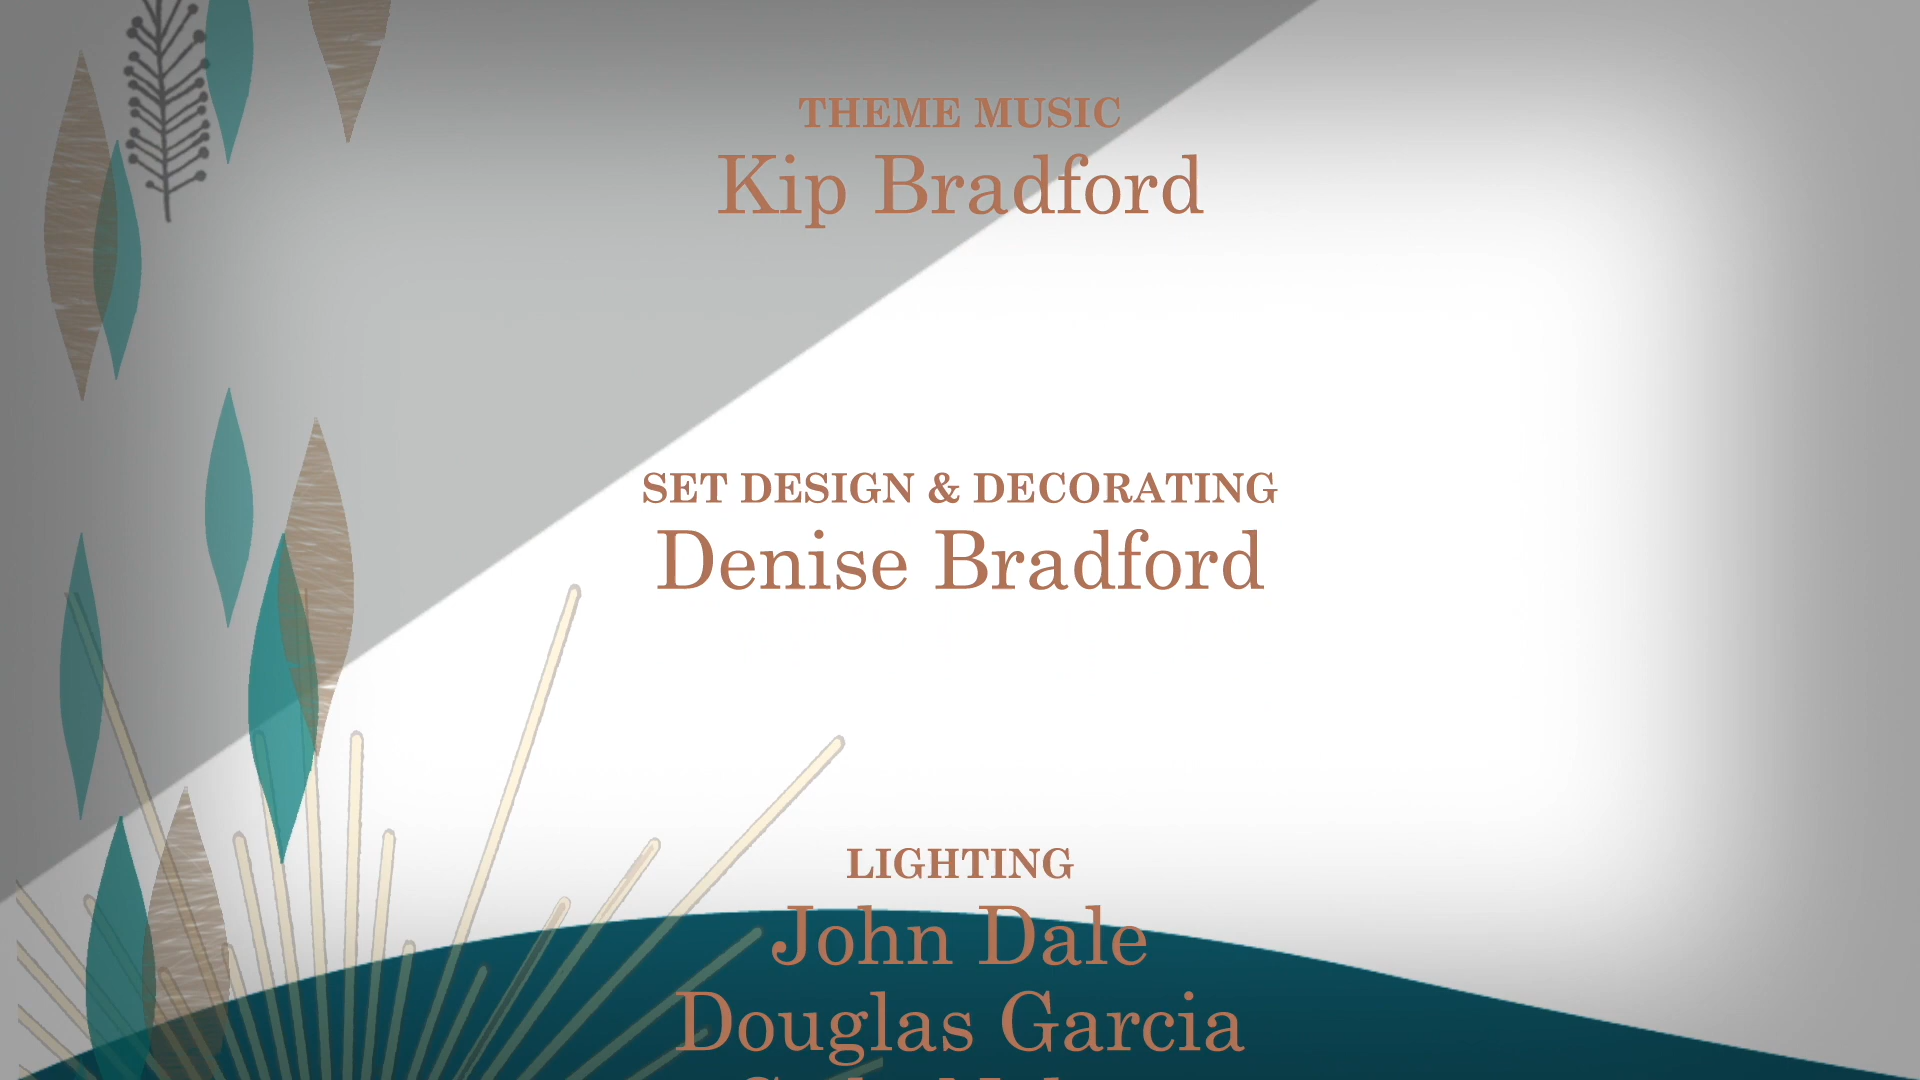 THEME MUSIC
Kip Bradford
SET DESIGN & DECORATING
Denise Bradford
LIGHTING
John Dale
Douglas Garcia